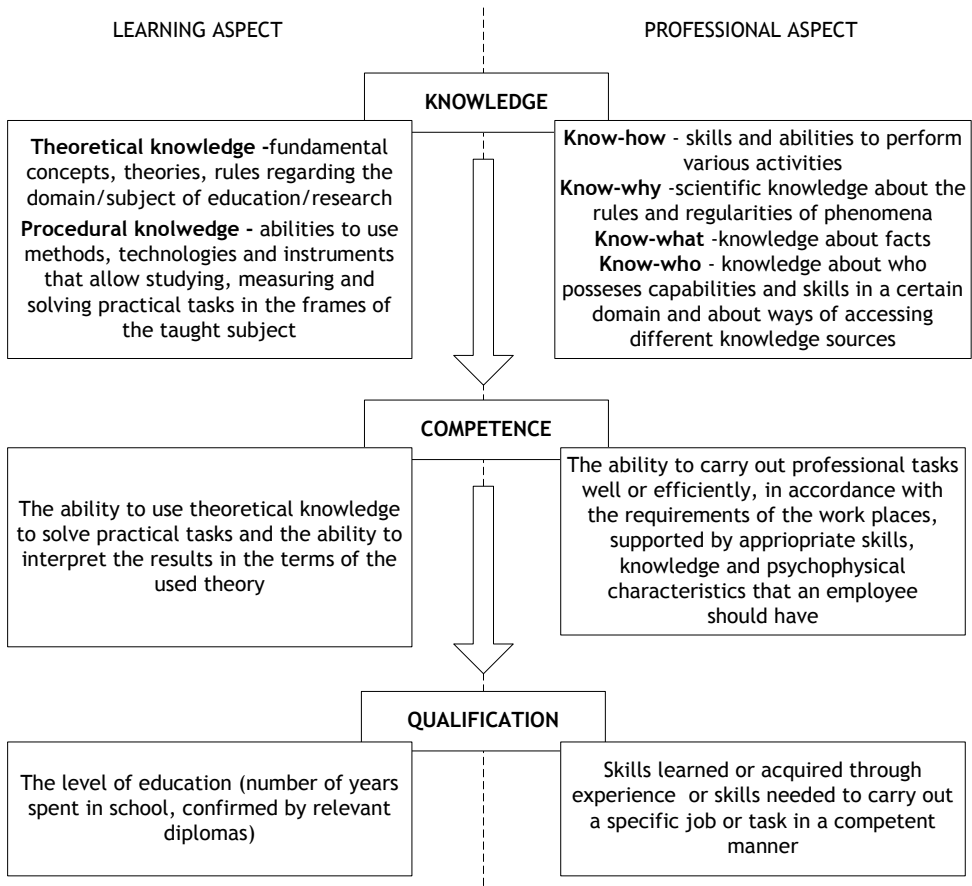 LEARNING ASPECT
PROFESSIONAL ASPECT
KNOWLEDGE
Theoretical knowledge -fundamental
concepts, theories, rules regarding the
domain/subject of education/research
Procedural knolwedge - abilities to use
methods, technologies and instruments
that allow studying, measuring and
solving practical tasks in the frames of
the taught subject
Know-how - skills and abilities to perform
various activities
Know-why -scientific knowledge about the
rules and regularities of phenomena
Know-what -knowledge about facts
Know-who - knowledge about who
posseses capabilities and skills in a certain
domain and about ways of accessing
different knowledge sources
COMPETENCE
The ability to use theoretical knowledge
to solve practical tasks and the ability to
interpret the results in the terms of the
used theory
The ability to carry out professional tasks
well or efficiently, in accordance with
the requirements of the work places,
supported by appriopriate skills,
knowledge and psychophysical
characteristics that an employee
should have
QUALIFICATION
The level of education (number of years
spent in school, confirmed by relevant
diplomas)
Skills learned or acquired through
experience or skills needed to carry out
a specific job or task in a competent
manner